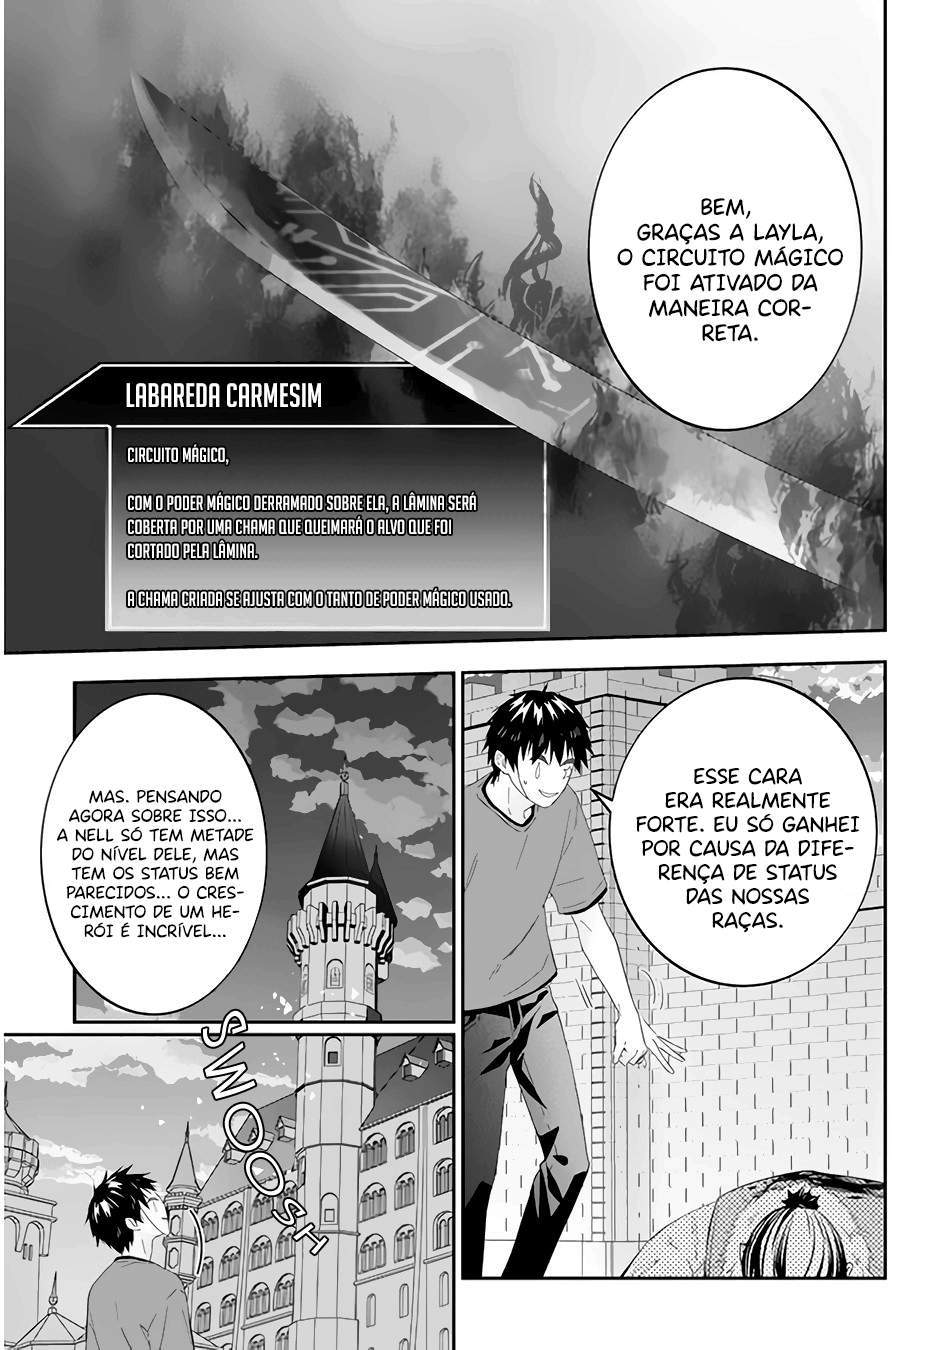 BEM,
GRAÇAS A LAYLA,
O CIRCUITO MÁGICO
FOI ATIVADO DA
MANEIRA COR-
RETA.
LABAREDA CARMESIM
CIRCUITO MÁGICO,
COM O PODER MÁGICO DERRAMADO SOBRE ELA, A LÂMINA SERÁ
COBERTA POR UMA CHAMA QUE QUEIMARÁ O ALVO QUE FOI
CORTADO PELA LÂMINA.
A CHAMA CRIADA SE AJUSTA COM O TANTO DE PODER MÁGICO USADO.
ESSE CARA
ERA REALMENTE
FORTE. EU SÓ GANHEI
POR CAUSA DA DIFE-
RENÇA DE STATUS
DAS NOSSAS
RAÇAS.
MAS. PENSANDO
AGORA SOBRE ISSO...
A NELL SÓ TEM METADE
DO NÍVEL DELE, MAS
TEM OS STATUS BEM
PARECIDOS... O CRES-
CIMENTO DE UM HE-
RÓI É INCRÍVEL...
SWOOSH